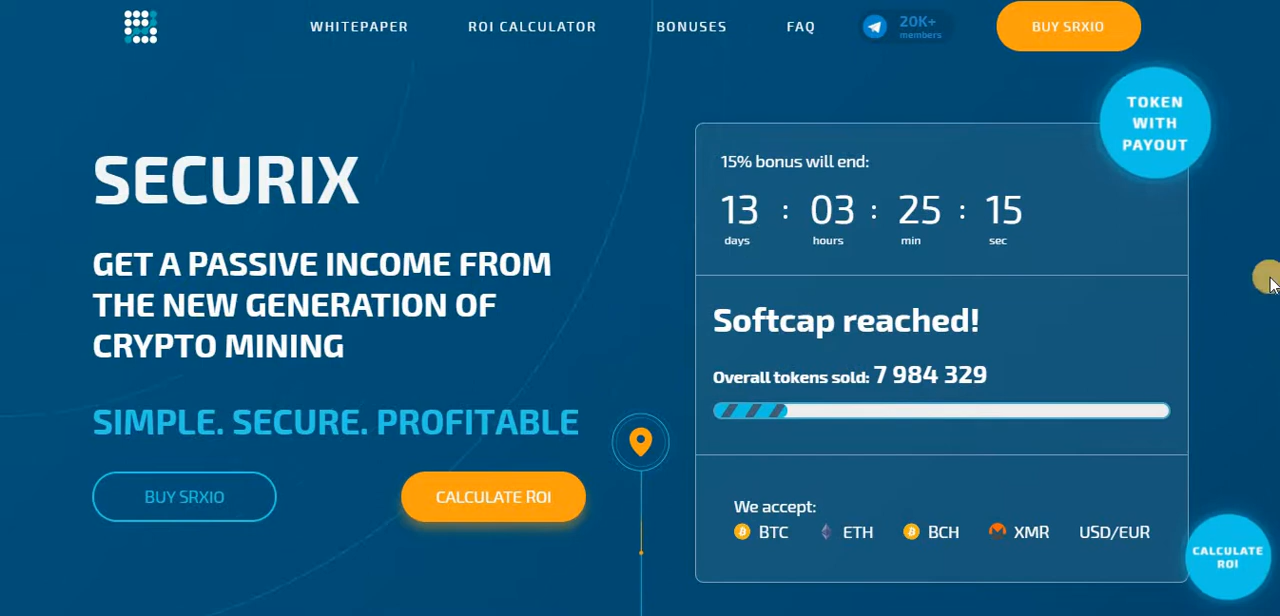 WHITEPAPER
ROI CALCULATOR
BONUSES
FAQ
20K+
members
BUY SRXIO
TOKEN
WITH
PAYOUT
SECURIX
GET A PASSIVE INCOME FROM
THE NEW GENERATION OF
CRYPTO MINING
SIMPLE. SECURE. PROFITABLE
BUY SRXIO
CALCULATE ROI
15% bonus will end:
13 : 03 : 25 : 15
days hours min sec
Softcap reached!
Overall tokens sold: 7 984 329
We accept:
BTC ETH BCH XMR USD/EUR
CALCULATE
ROI